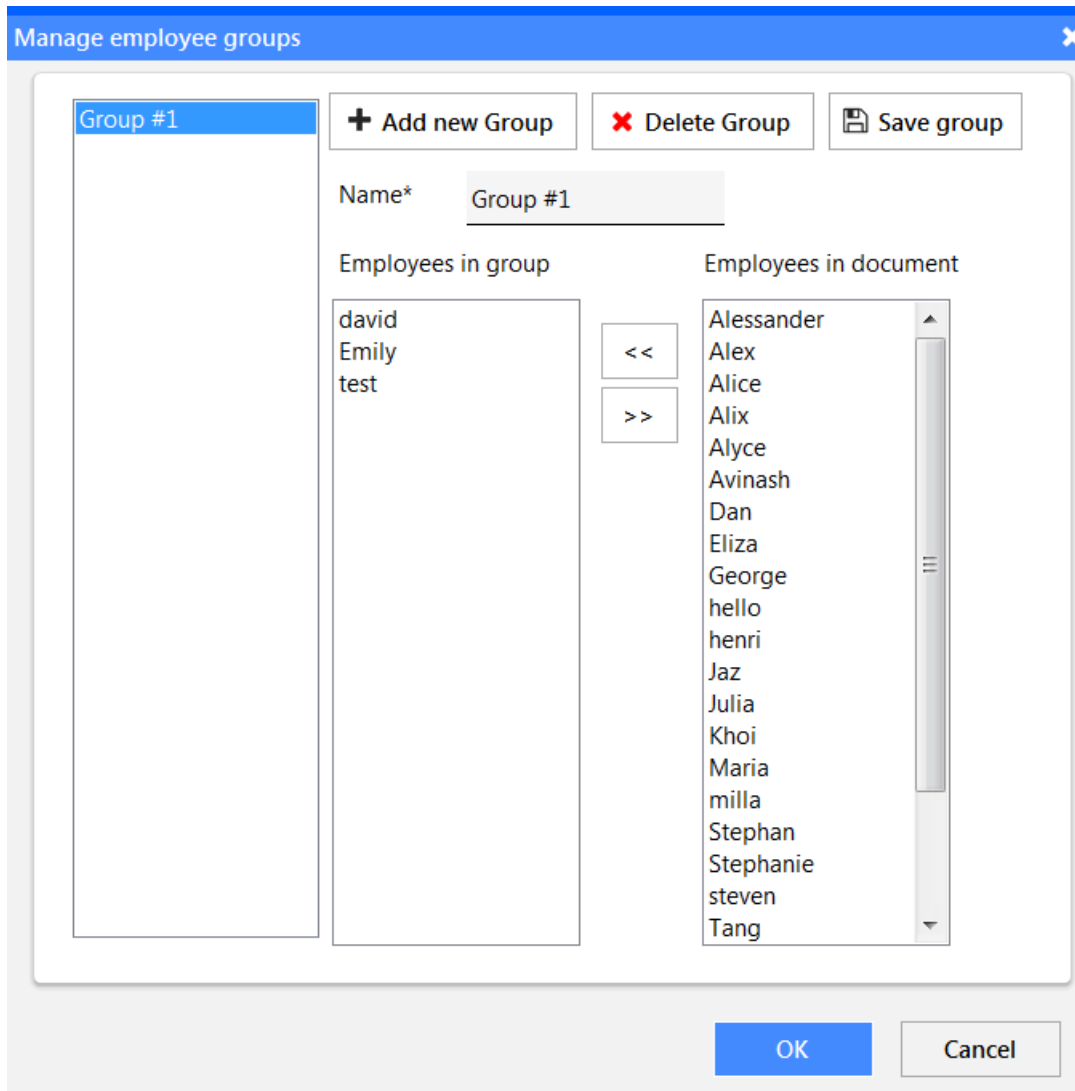 Manage employee groups
Group #1
Add new Group
Delete Group
Save group
Name*
Group #1
Employees in group
Employees in document
david
Emily
test
<<
>>
Alessander
Alex
Alice
Alix
Alyce
Avinash
Dan
Eliza
George
hello
henri
Jaz
Julia
Khoi
Maria
milla
Stephan
Stephanie
steven
Tang
OK
Cancel